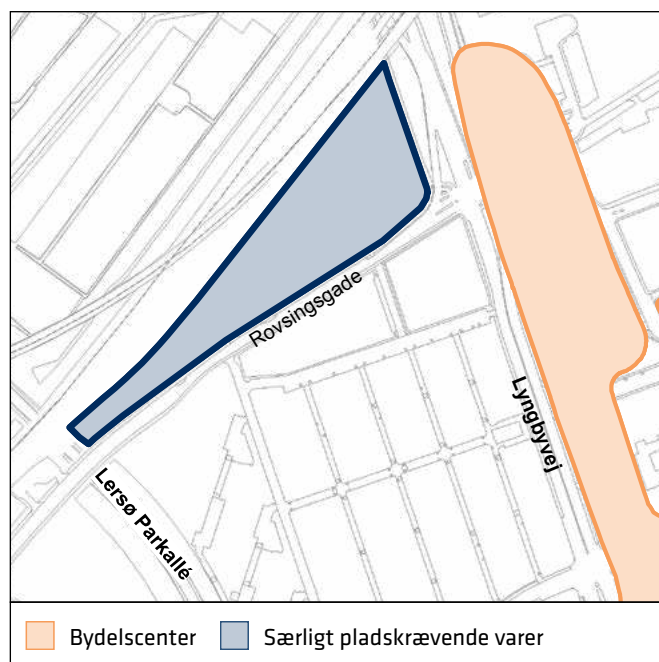 Rovsingsgade
Lyngbyvej
Lersø Parkallé
Bydelscenter
Særligt pladskrævende varer